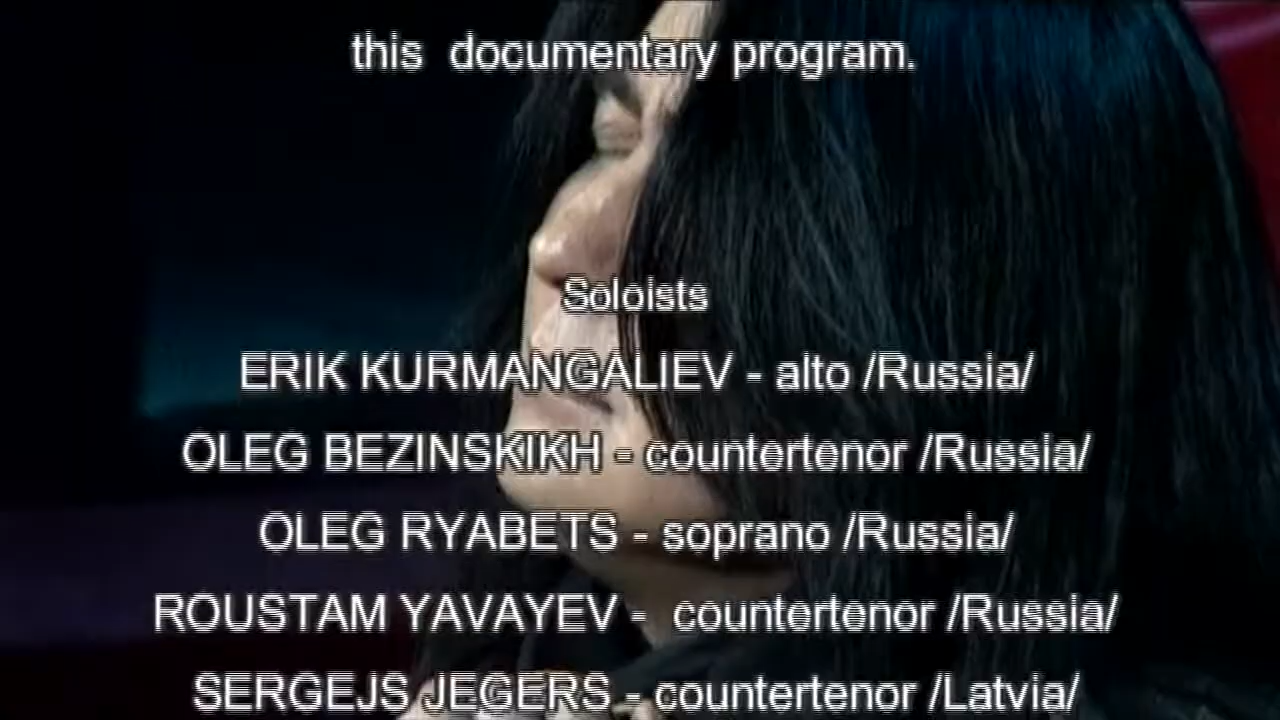 this documentary program.
Soloists
ERIK KURMANGALIEV - alto /Russia/
OLEG BEZINSKIKH - countertenor /Russia/
OLEG RYABETS - soprano /Russia/
ROUSTAM YAVAYEV - countertenor /Russia/
SERGEJS JEGERS - countertenor /Latvia/